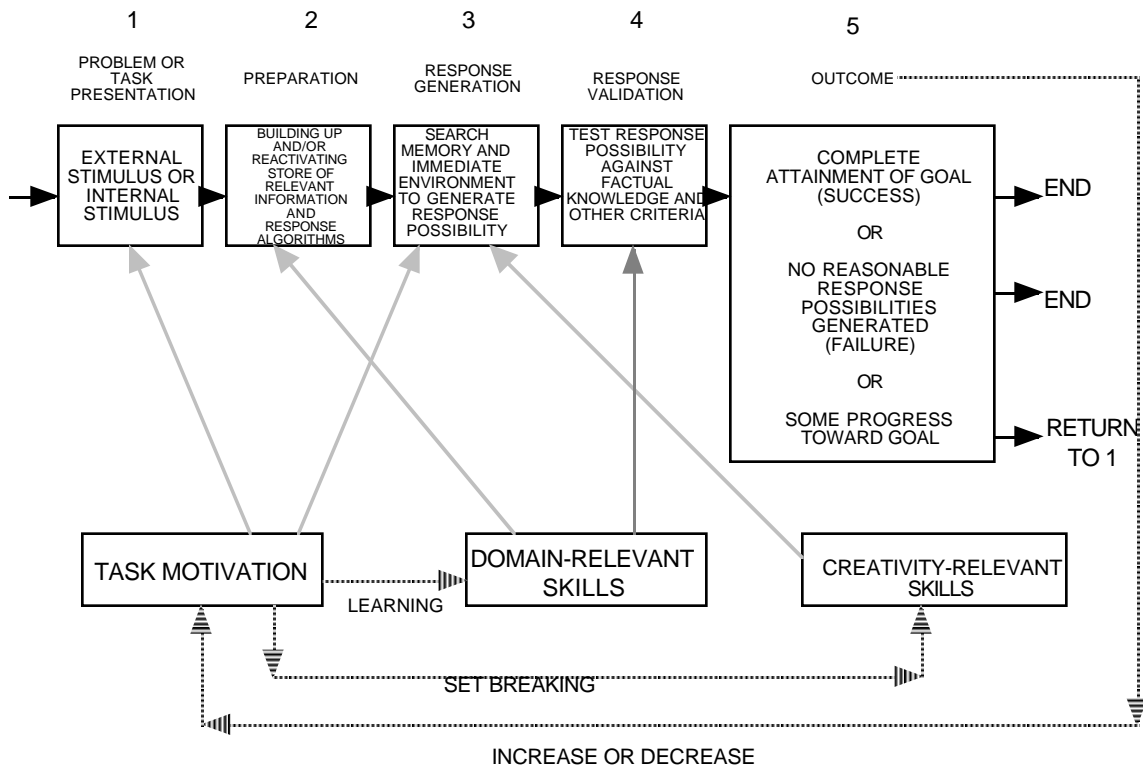 1
2
3
4
5
PROBLEM OR
TASK
PRESENTATION
PREPARATION
RESPONSE
GENERATION
RESPONSE
VALIDATION
OUTCOME
EXTERNAL
STIMULUS OR
INTERNAL
STIMULUS
BUILDING UP
AND/OR
REACTIVATING
STORE OF
RELEVANT
INFORMATION
AND
RESPONSE
ALGORITHMS
SEARCH
MEMORY AND
IMMEDIATE
ENVIRONMENT
TO GENERATE
RESPONSE
POSSIBILITY
TEST RESPONSE
POSSIBILITY
AGAINST
FACTUAL
KNOWLEDGE AND
OTHER CRITERIA
COMPLETE
ATTAINMENT OF GOAL
(SUCCESS)
OR
NO REASONABLE
RESPONSE
POSSIBILITIES
GENERATED
(FAILURE)
OR
SOME PROGRESS
TOWARD GOAL
END
END
RETURN
TO 1
TASK MOTIVATION
LEARNING
DOMAIN-RELEVANT
SKILLS
CREATIVITY-RELEVANT
SKILLS
SET BREAKING
INCREASE OR DECREASE